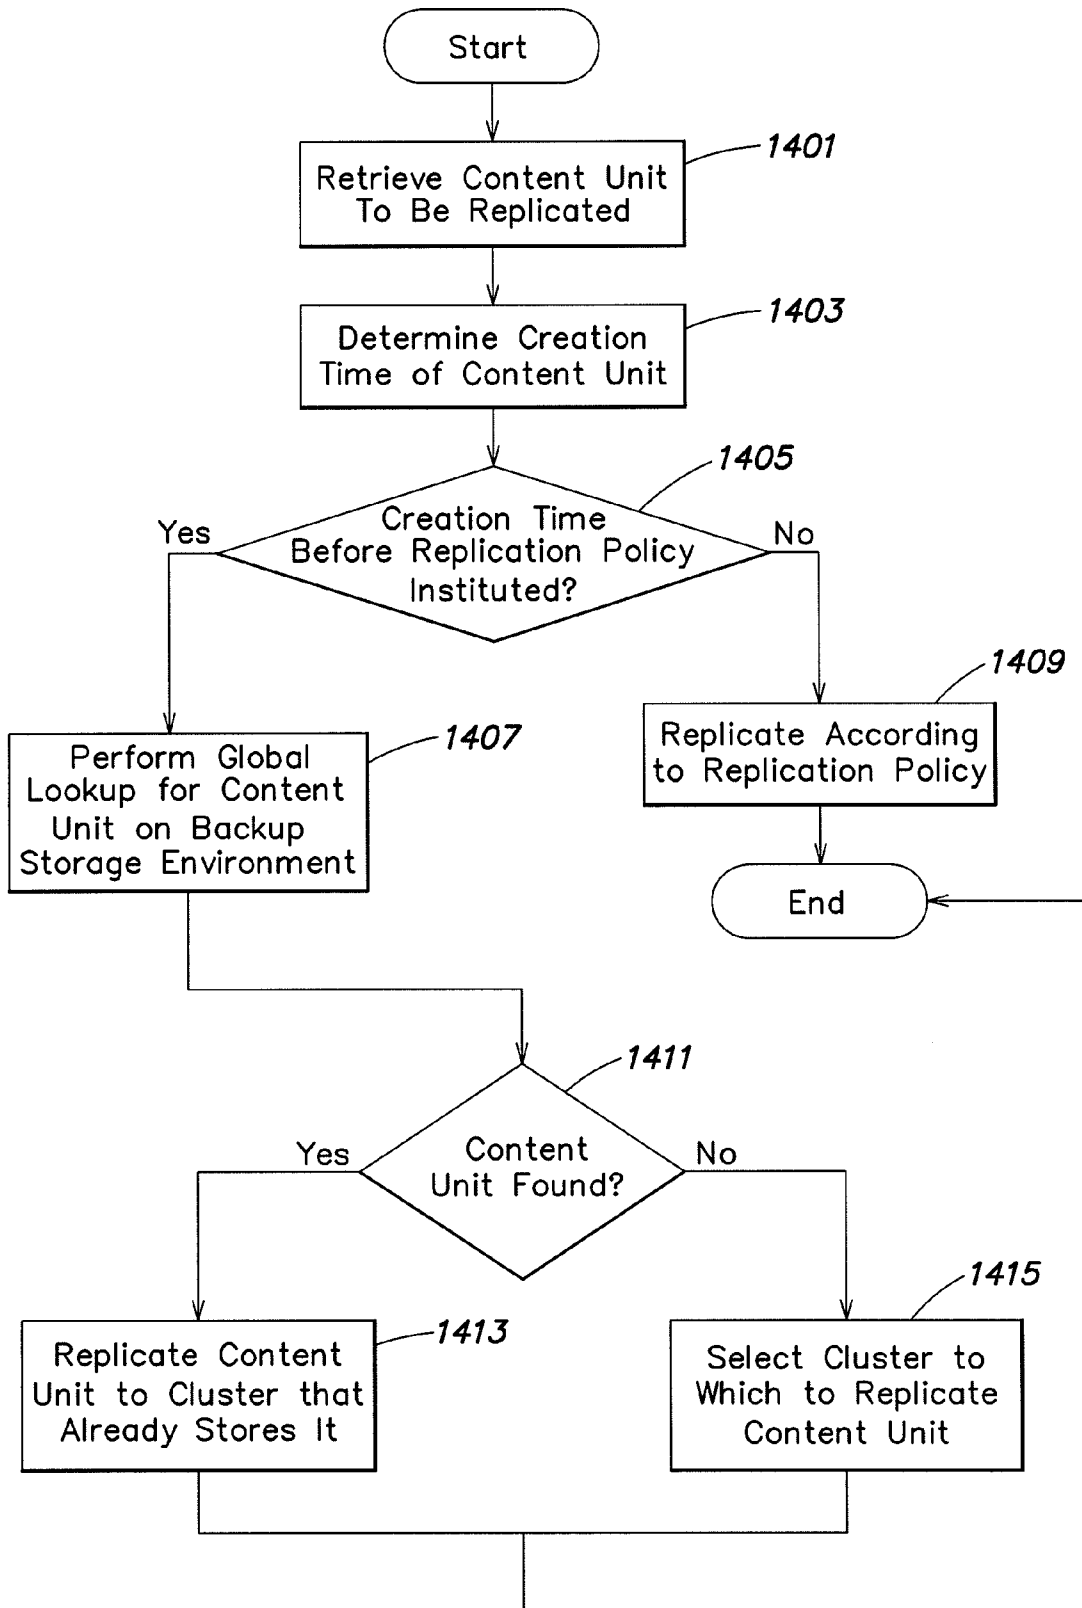 Start
1401
Retrieve Content Unit
To Be Replicated
1403
Determine Creation
Time of Content Unit
1405
Yes
Creation Time
Before Replication Policy
Instituted?
No
1409
Replicate According
to Replication Policy
1407
Perform Global
Lookup for Content
Unit on Backup
Storage Environment
End
1411
Yes
Content
Unit Found?
No
1413
Replicate Content
Unit to Cluster that
Already Stores It
1415
Select Cluster to
Which to Replicate
Content Unit